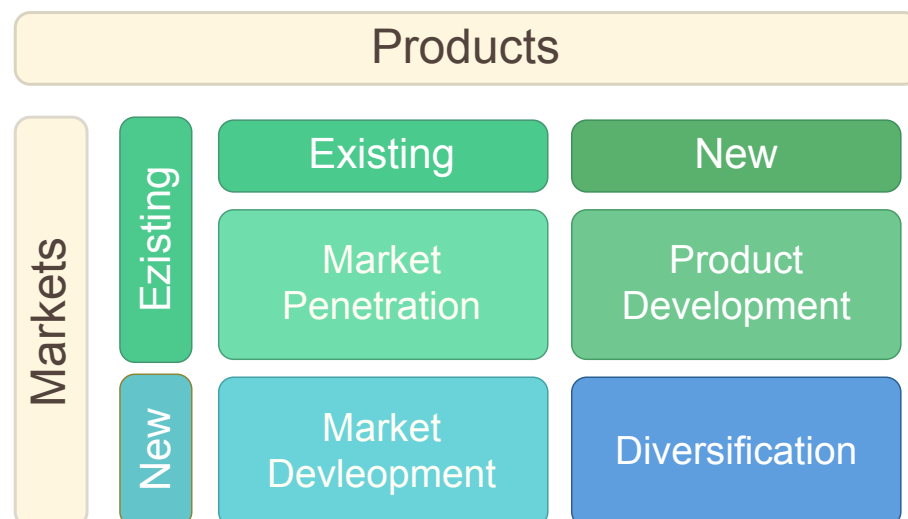 Products
Markets
Ezisting
Existing
New
Market
Penetration
Product
Development
New
Market
Devleopment
Diversification